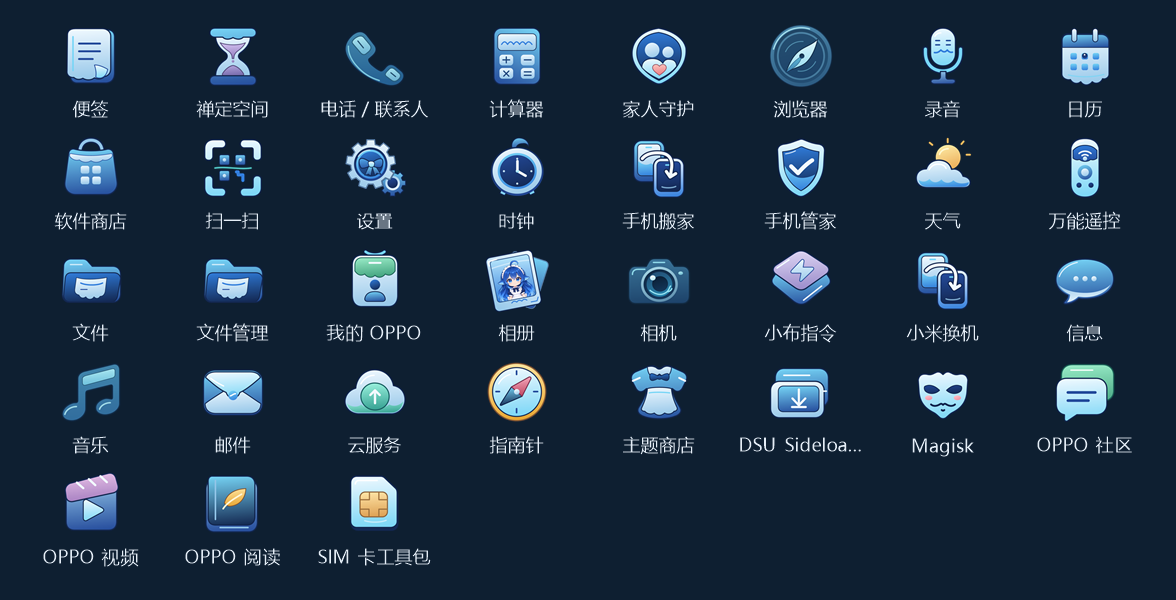 便签 禅定空间 电话 / 联系人 计算器 家人守护 浏览器 录音 日历
软件商店 扫一扫 设置 时钟 手机搬家 手机管家 天气 万能遥控
文件 文件管理 我的 OPPO 相册 相机 小布指令 小米换机 信息
音乐 邮件 云服务 指南针 主题商店 DSU Sideloa... Magisk OPPO 社区
OPPO 视频 OPPO 阅读 SIM 卡工具包